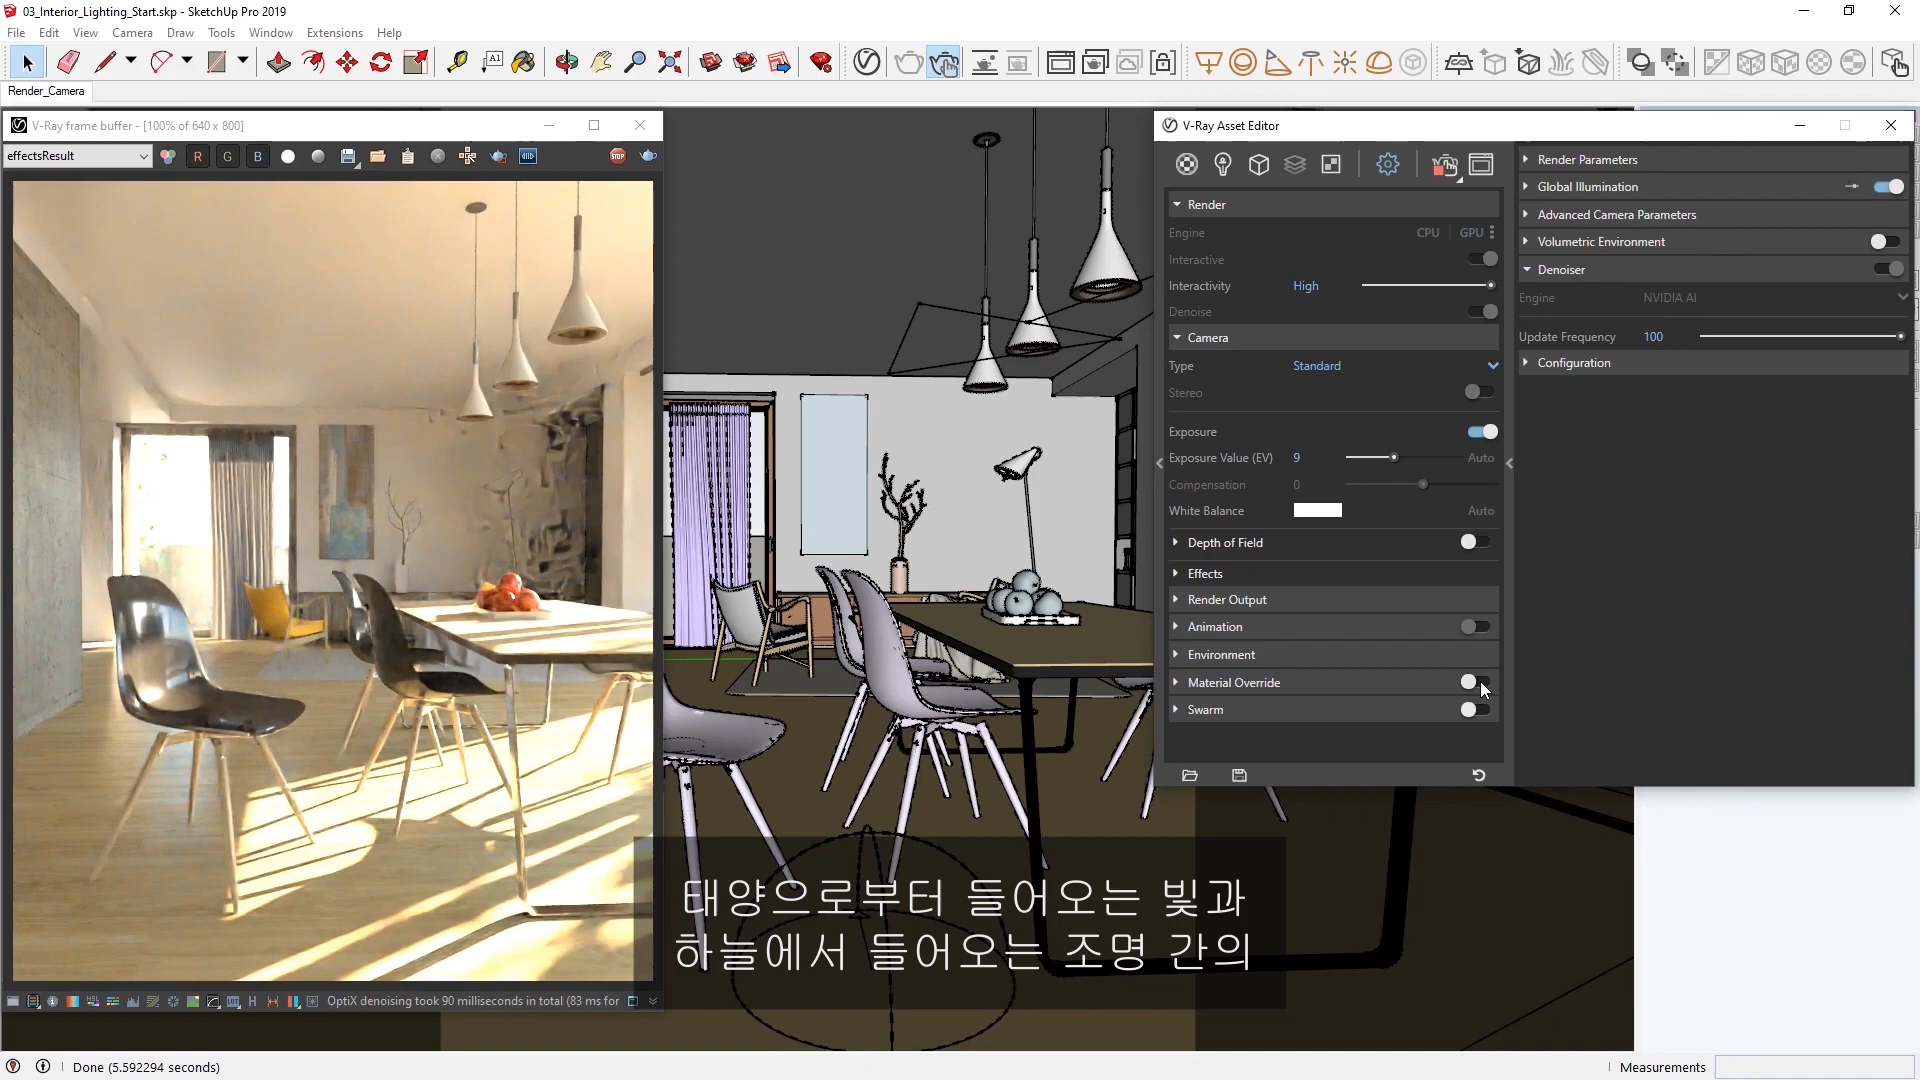 03_Interior_Lighting_Start.skp - SketchUp Pro 2019
File Edit View Camera Draw Tools Window Extensions Help
Render_Camera
V-Ray frame buffer - [100% of 640 x 800]
effectsResult
R G B
STOP
V-Ray Asset Editor
Render
Engine CPU GPU
Interactive
Interactivity High
Denoise
Camera
Type Standard
Stereo
Exposure
Exposure Value (EV) 9 Auto
Compensation 0
White Balance Auto
Depth of Field
Effects
Render Output
Animation
Environment
Material Override
Swarm
Render Parameters
Global Illumination
Advanced Camera Parameters
Volumetric Environment
Denoiser
Engine NVIDIA AI
Update Frequency 100
Configuration
태양으로부터 들어오는 빛과
하늘에서 들어오는 조명 간의
OptiX denoising took 90 milliseconds in total (83 ms for
Done (5.592294 seconds)
Measurements